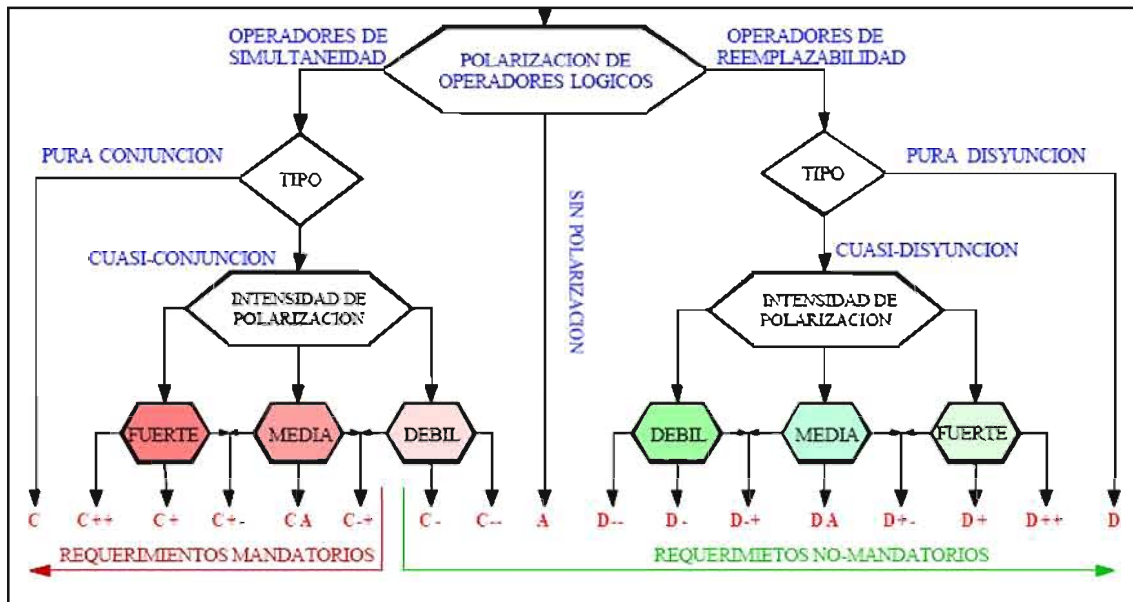 OPERADORES DE
SIMULTANEIDAD
POLARIZACION DE
OPERADORES LOGICOS
OPERADORES DE
REEMPLAZABILIDAD
PURA CONJUNCION
TIPO
SIN POLARIZACION
TIPO
PURA DISYUNCION
CUASI-CONJUNCION
INTENSIDAD DE
POLARIZACION
CUASI-DISYUNCION
INTENSIDAD DE
POLARIZACION
FUERTE
MEDIA
DEBIL
DEBIL
MEDIA
FUERTE
C C++ C+ C+- CA C-+ C- C-- A D-- D- D-+ DA D+- D+ D++ D
REQUERIMIENTOS MANDATORIOS
REQUERIMIETOS NO-MANDATORIOS